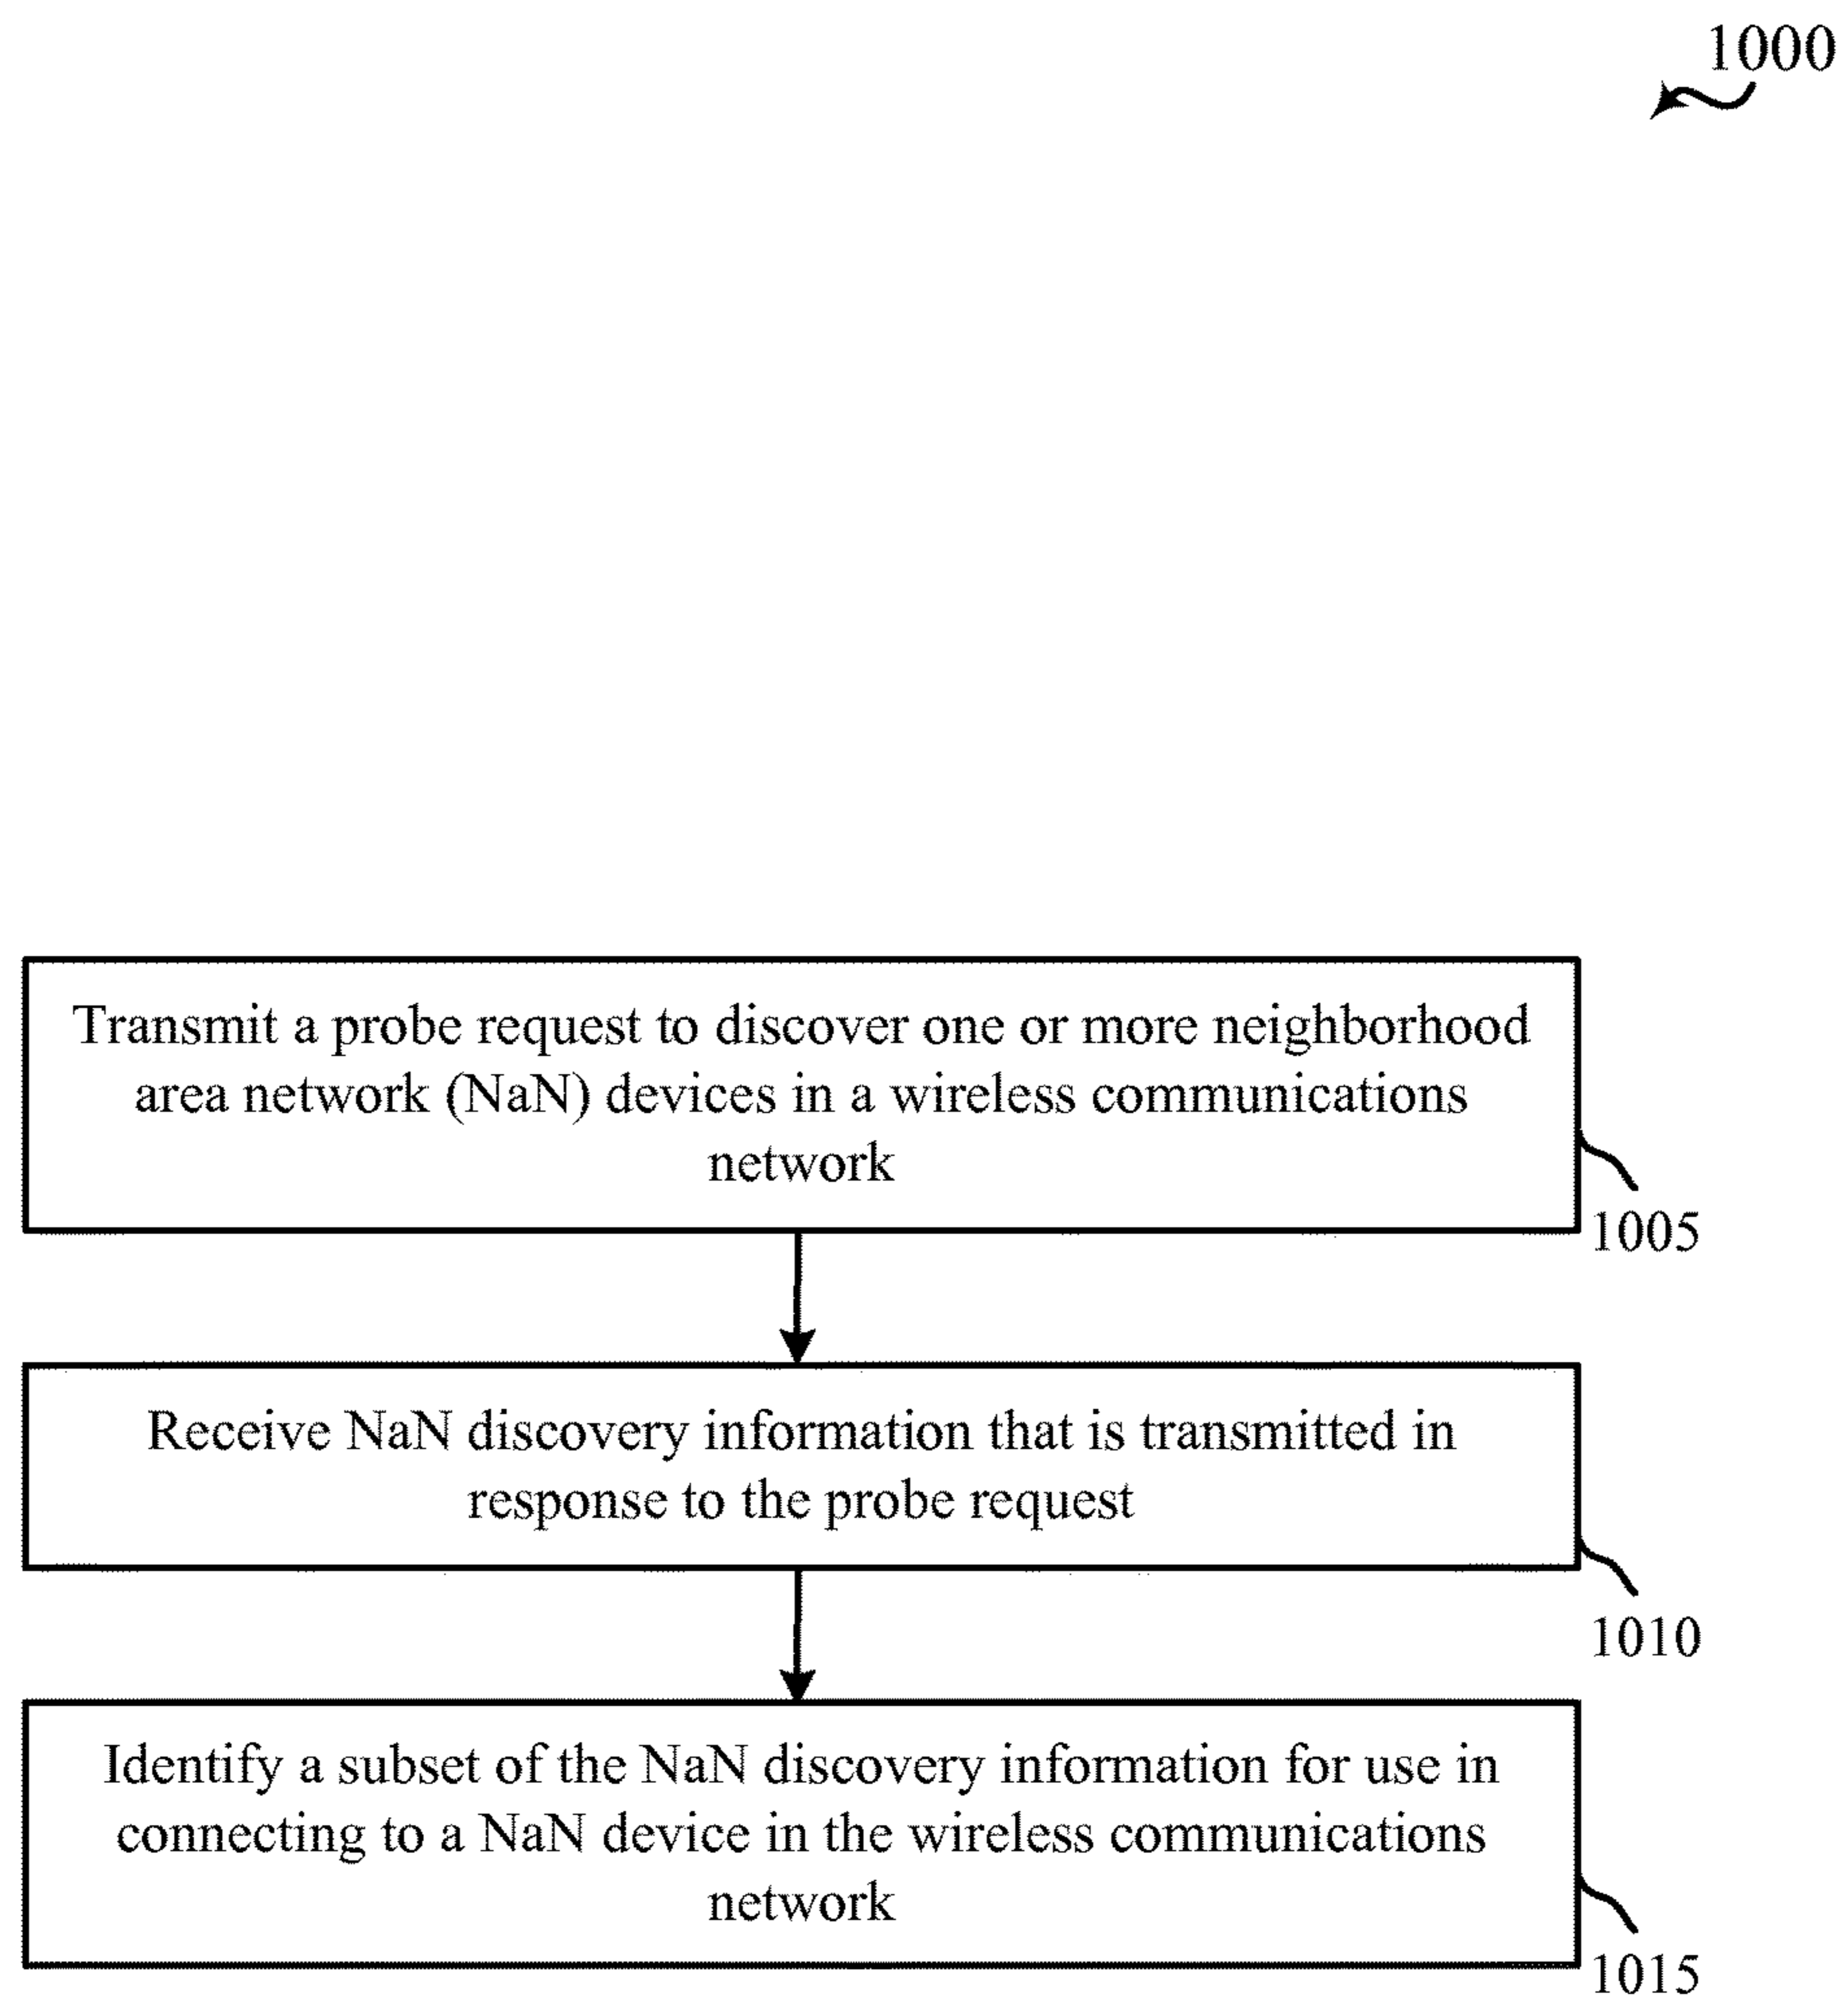 1000
Transmit a probe request to discover one or more neighborhood
area network (NaN) devices in a wireless communications
network
1005
Receive NaN discovery information that is transmitted in
response to the probe request
1010
Identify a subset of the NaN discovery information for use in
connecting to a NaN device in the wireless communications
network
1015